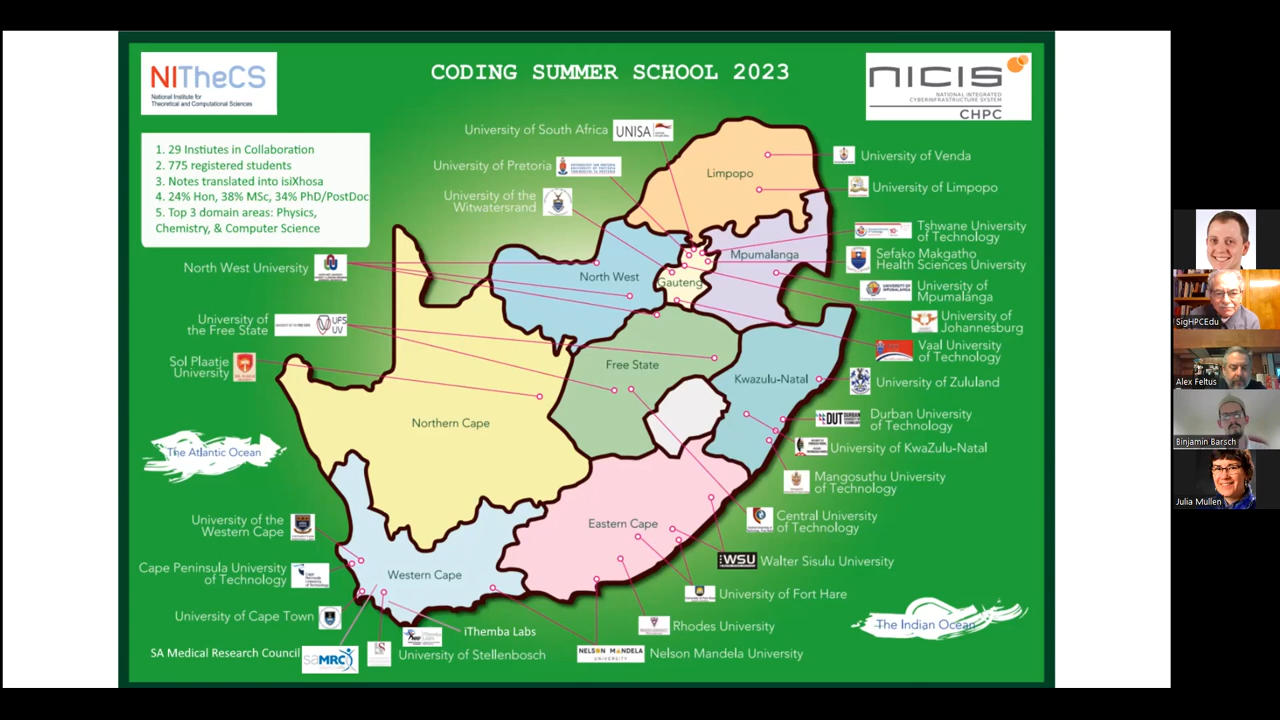 NITheCS
National Institute for
Theoretical and Computational Sciences
CODING SUMMER SCHOOL 2023
NICIS
NATIONAL INTEGRATED
CYBERINFRASTRUCTURE SYSTEM
CHPC
1. 29 Instiutes in Collaboration
2. 775 registered students
3. Notes translated into isiXhosa
4. 24% Hon, 38% MSc, 34% PhD/PostDoc
5. Top 3 domain areas: Physics,
Chemistry, & Computer Science
University of South Africa
UNISA
University of Pretoria
University of the
Witwatersrand
North West University
University of
the Free State
UFS
UV
Sol Plaatje
University
The Atlantic Ocean
University of the
Western Cape
Cape Peninsula University
of Technology
University of Cape Town
SA Medical Research Council
saMRC
iThemba Labs
University of Stellenbosch
Limpopo
North West
Gauteng
Mpumalanga
Free State
Kwazulu-Natal
Northern Cape
Eastern Cape
Western Cape
University of Venda
University of Limpopo
Tshwane University
of Technology
Sefako Makgatho
Health Sciences University
University of
Mpumalanga
University of
Johannesburg
Vaal University
of Technology
University of Zululand
DUT
Durban University
of Technology
University of KwaZulu-Natal
Mangosuthu University
of Technology
Central University
of Technology
WSU
Walter Sisulu University
University of Fort Hare
Rhodes University
NELSON MANDELA
UNIVERSITY
Nelson Mandela University
The Indian Ocean
SigHPCEdu
Alex Feltus
Binjamin Barsch
Julia Mullen